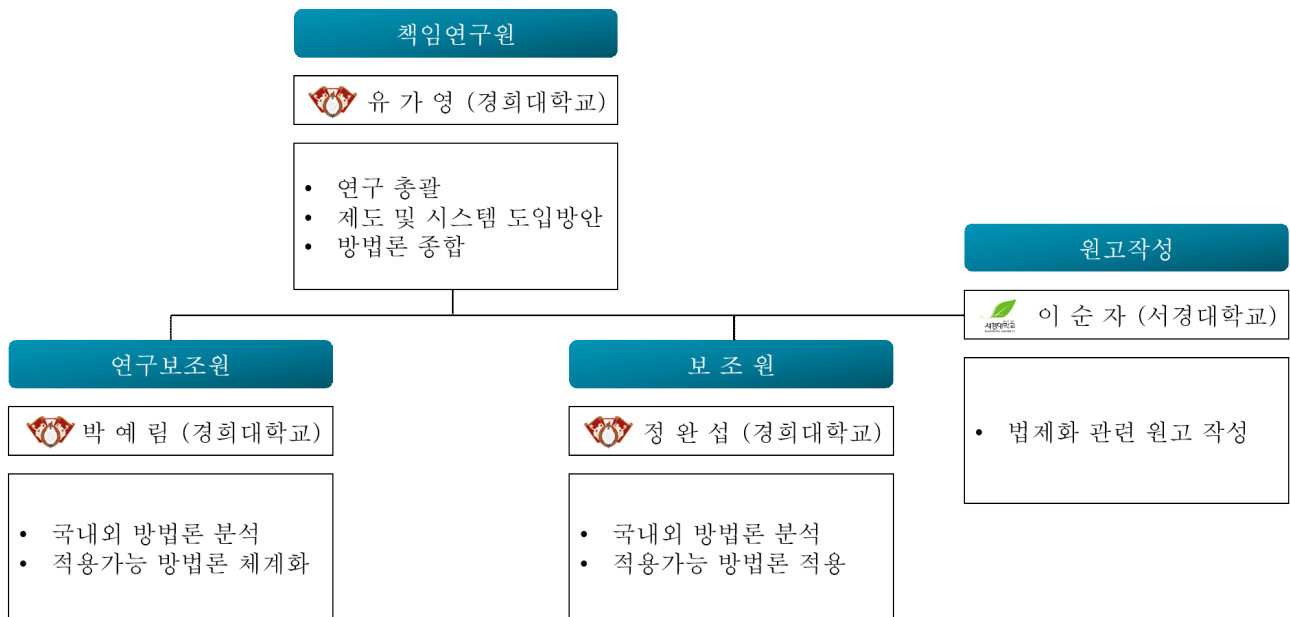 책임연구원
유 가 영 (경희대학교)
• 연구 총괄
• 제도 및 시스템 도입방안
• 방법론 종합
원고작성
서경대학교
이 순 자 (서경대학교)
• 법제화 관련 원고 작성
연구보조원
박 예 림 (경희대학교)
• 국내외 방법론 분석
• 적용가능 방법론 체계화
보 조 원
정 완 섭 (경희대학교)
• 국내외 방법론 분석
• 적용가능 방법론 적용